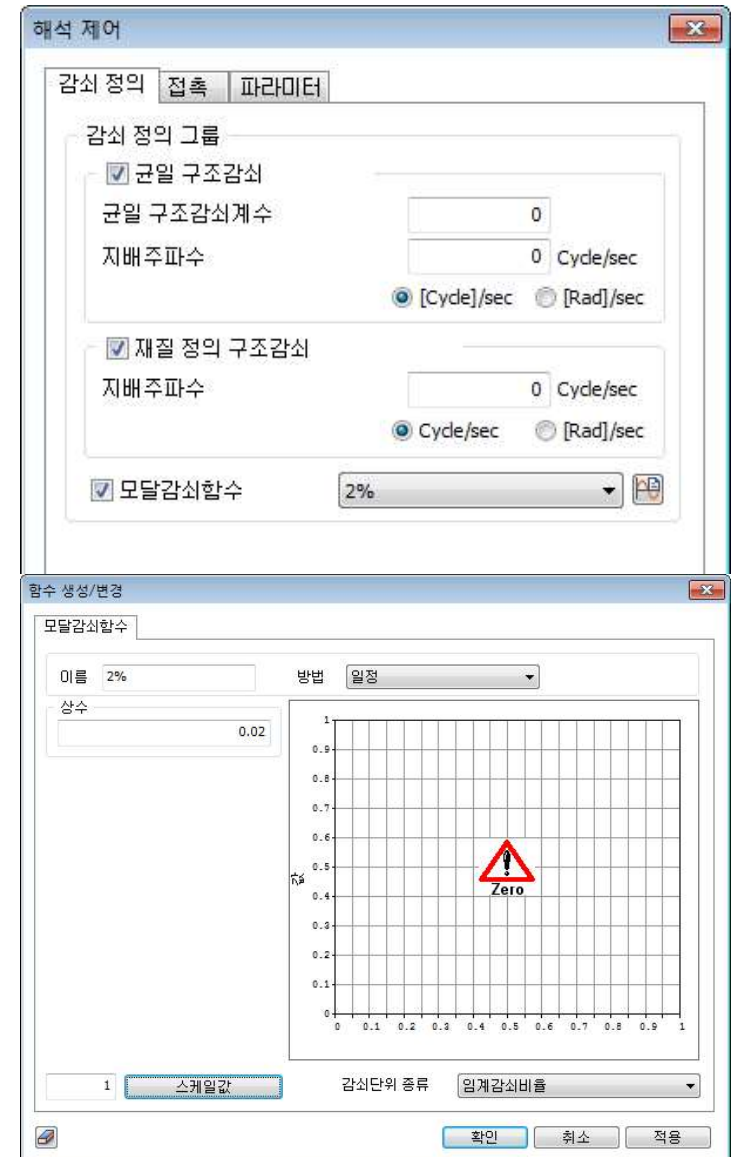 해석 제어
감쇠 정의 접촉 파라미터
감쇠 정의 그룹
균일 구조감쇠
균일 구조감쇠계수 0
지배주파수 0 Cycle/sec
[Cycle]/sec [Rad]/sec
재질 정의 구조감쇠
지배주파수 0 Cycle/sec
Cycle/sec [Rad]/sec
모달감쇠함수 2%
함수 생성/변경
모달감쇠함수
이름 2% 방법 일정
상수
0.02
1
0.9
0.8
0.7
0.6
0.5
0.4
0.3
0.2
0.1
0
값
Zero
0 0.1 0.2 0.3 0.4 0.5 0.6 0.7 0.8 0.9 1
1 스케일값 감쇠단위 종류 임계감쇠비율
확인 취소 적용